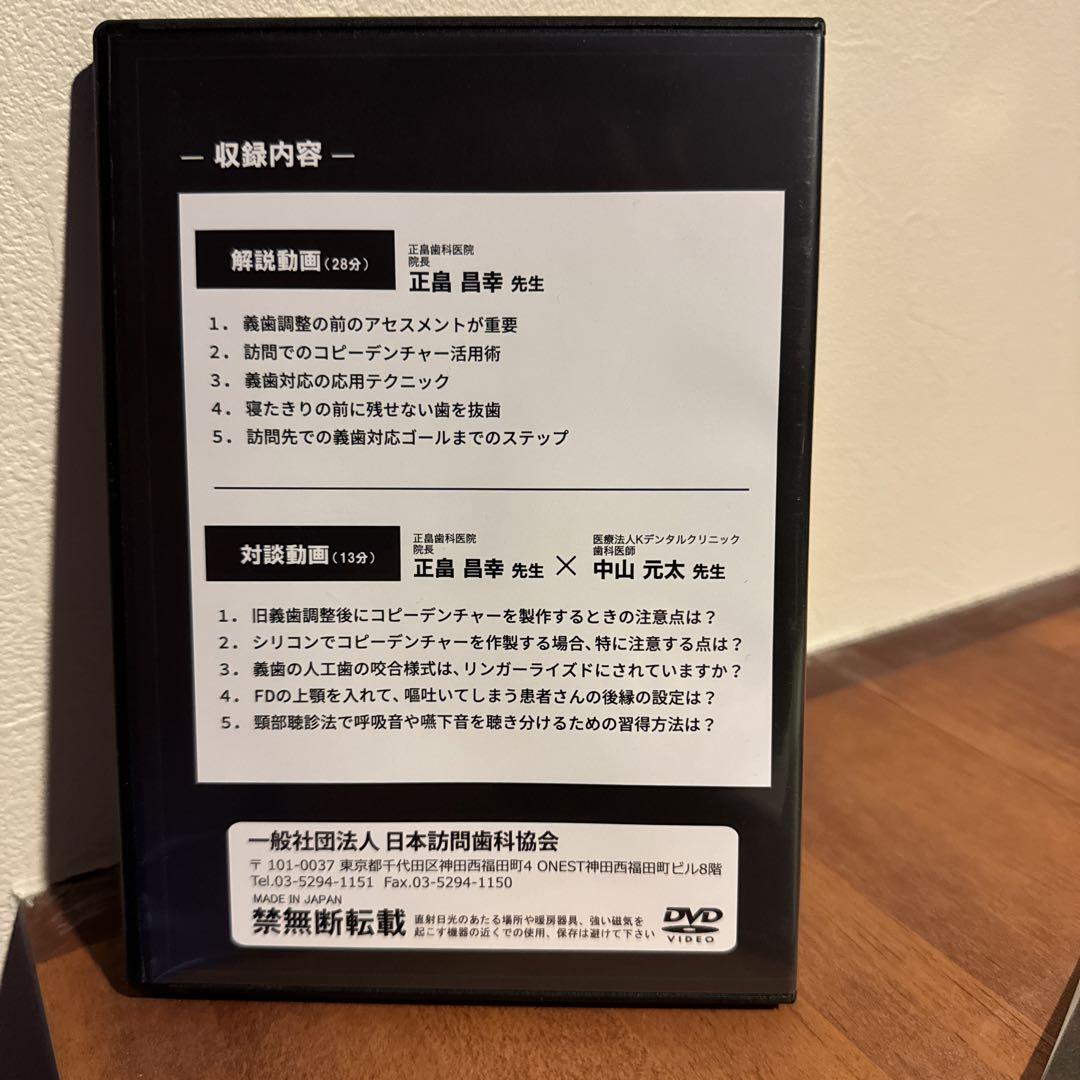 ― 収録内容 ―
解説動画(28分)
正畠歯科医院
院長
正畠 昌幸 先生
1. 義歯調整の前のアセスメントが重要
2. 訪問でのコピーデンチャー活用術
3. 義歯対応の応用テクニック
4. 寝たきりの前に残せない歯を抜歯
5. 訪問先での義歯対応ゴールまでのステップ
対談動画(13分)
正畠歯科医院
院長
正畠 昌幸 先生 ×
医療法人Kデンタルクリニック
歯科医師
中山 元太 先生
1. 旧義歯調整後にコピーデンチャーを製作するときの注意点は?
2. シリコンでコピーデンチャーを作製する場合、特に注意する点は?
3. 義歯の人工歯の咬合様式は、リンガーライズドにされていますか?
4. FDの上顎を入れて、嘔吐いてしまう患者さんの後縁の設定は?
5. 頸部聴診法で呼吸音や嚥下音を聴き分けるための習得方法は?
一般社団法人 日本訪問歯科協会
〒 101-0037 東京都千代田区神田西福田町4 ONEST神田西福田町ビル8階
Tel.03-5294-1151 Fax.03-5294-1150
MADE IN JAPAN
禁無断転載
直射日光のあたる場所や暖房器具、強い磁気を
起こす機器の近くでの使用、保存は避けて下さい
DVD
VIDEO